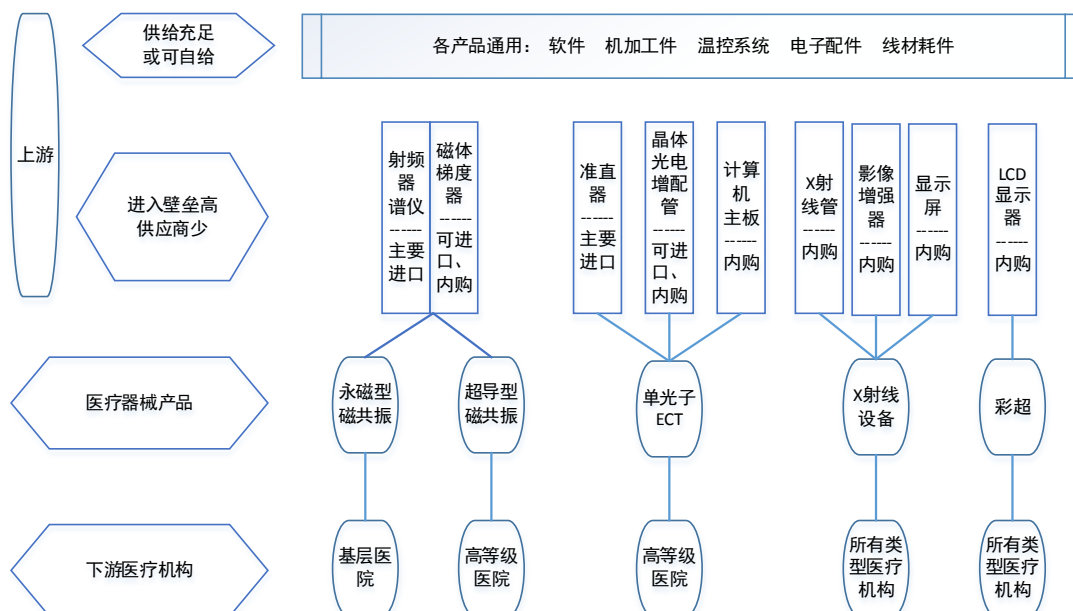 供给充足
或可自给
各产品通用： 软件 机加工件 温控系统 电子配件 线材耗件
上游
进入壁垒高
供应商少
射频
器
谱仪
------
主要
进口
磁体
梯度
器
------
可进
口、
内购
准直
器
------
主要
进口
晶体
光电
增配
管
------
可进
口、
内购
计算
机
主板
------
内购
X射
线管
------
内购
影像
增强
器
------
内购
显示
屏
------
内购
LCD
显示
器
------
内购
医疗器械产品
永磁型
磁共振
超导型
磁共振
单光子
ECT
X射线
设备
彩超
下游医疗机构
基层医
院
高等级
医院
高等级
医院
所有类
型医疗
机构
所有类
型医疗
机构